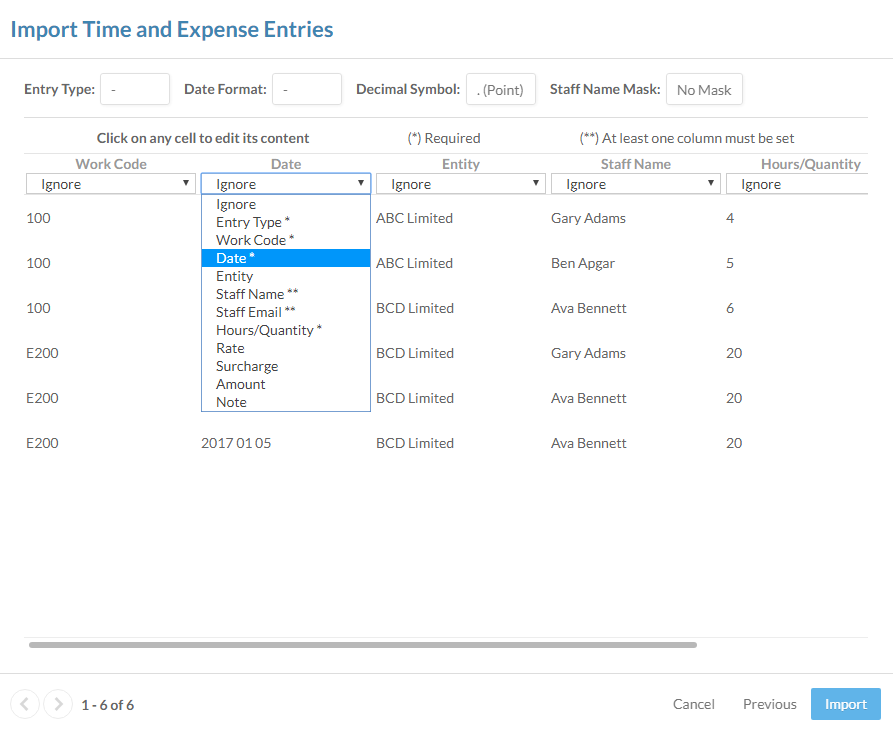 Import Time and Expense Entries
Entry Type: - Date Format: - Decimal Symbol: . (Point) Staff Name Mask: No Mask
Click on any cell to edit its content (*) Required (**) At least one column must be set
Work Code Date Entity Staff Name Hours/Quantity
Ignore Ignore Ignore Ignore Ignore
Ignore
Entry Type *
Work Code *
Date *
Entity
Staff Name **
Staff Email **
Hours/Quantity *
Rate
Surcharge
Amount
Note
100 ABC Limited Gary Adams 4
100 ABC Limited Ben Apgar 5
100 BCD Limited Ava Bennett 6
E200 BCD Limited Gary Adams 20
E200 BCD Limited Ava Bennett 20
E200 2017 01 05 BCD Limited Ava Bennett 20
1 - 6 of 6 Cancel Previous Import